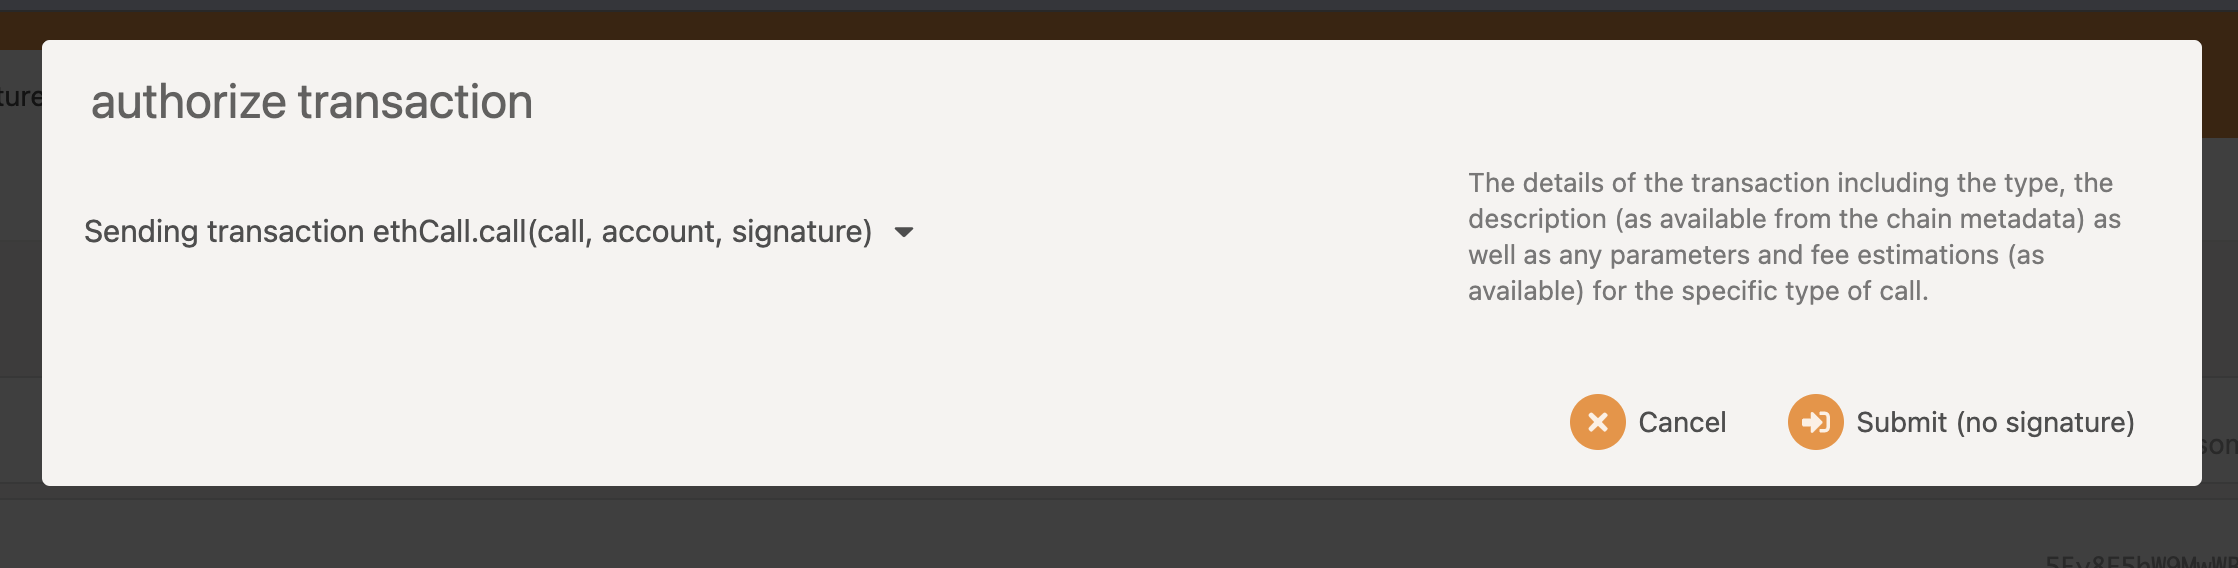 ture
authorize transaction
Sending transaction ethCall.call(call, account, signature)
The details of the transaction including the type, the
description (as available from the chain metadata) as
well as any parameters and fee estimations (as
available) for the specific type of call.
Cancel
Submit (no signature)
son